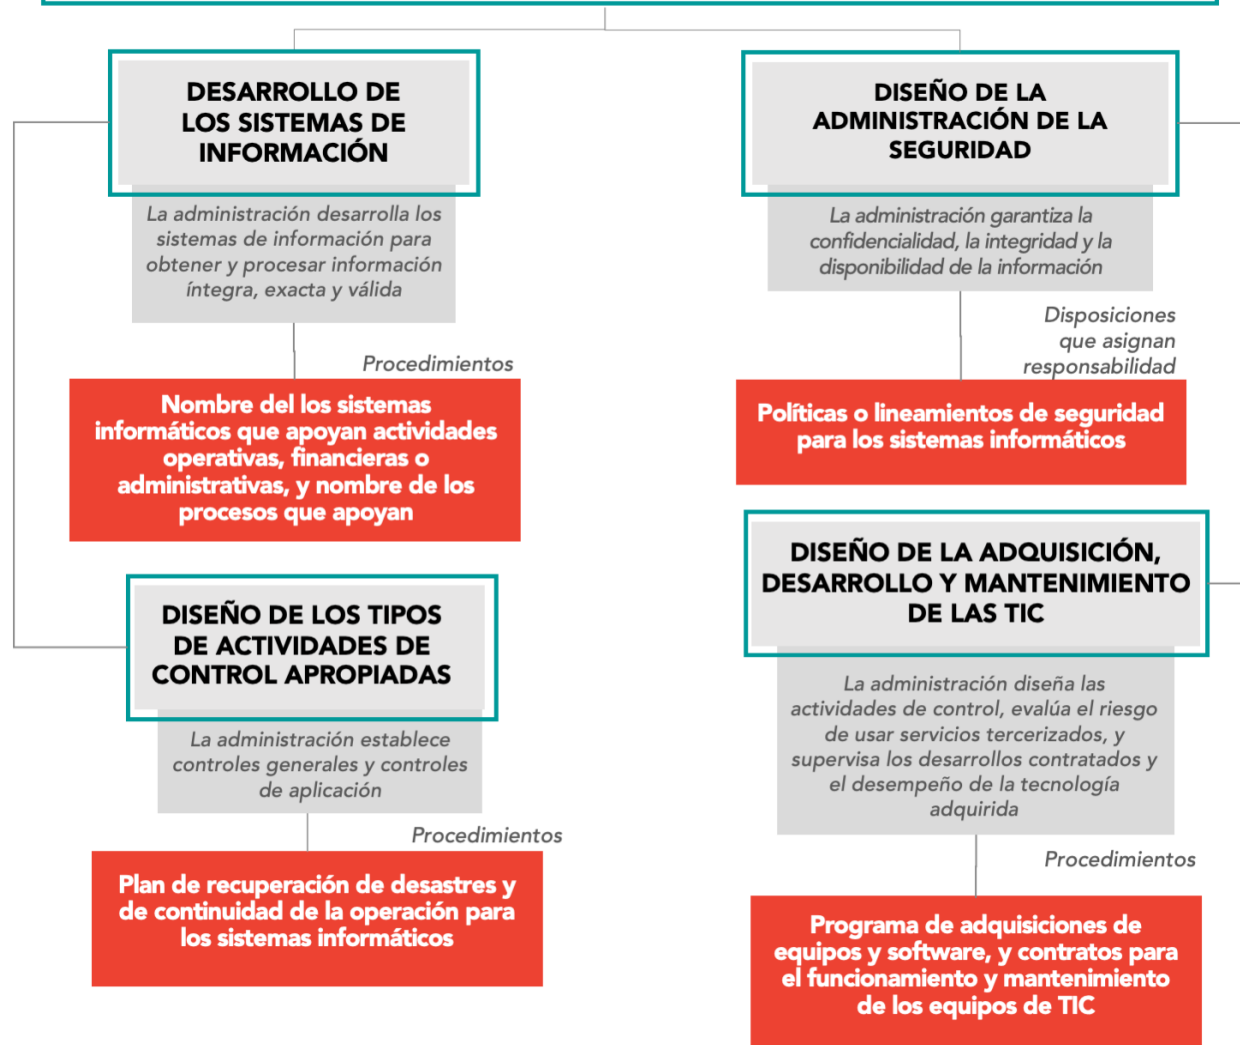 DESARROLLO DE
LOS SISTEMAS DE
INFORMACIÓN
La administración desarrolla los
sistemas de información para
obtener y procesar información
íntegra, exacta y válida
Procedimientos
Nombre del los sistemas
informáticos que apoyan actividades
operativas, financieras o
administrativas, y nombre de los
procesos que apoyan
DISEÑO DE LOS TIPOS
DE ACTIVIDADES DE
CONTROL APROPIADAS
La administración establece
controles generales y controles
de aplicación
Procedimientos
Plan de recuperación de desastres y
de continuidad de la operación para
los sistemas informáticos
DISEÑO DE LA
ADMINISTRACIÓN DE LA
SEGURIDAD
La administración garantiza la
confidencialidad, la integridad y la
disponibilidad de la información
Disposiciones
que asignan
responsabilidad
Políticas o lineamientos de seguridad
para los sistemas informáticos
DISEÑO DE LA ADQUISICIÓN,
DESARROLLO Y MANTENIMIENTO
DE LAS TIC
La administración diseña las
actividades de control, evalúa el riesgo
de usar servicios tercerizados, y
supervisa los desarrollos contratados y
el desempeño de la tecnología
adquirida
Procedimientos
Programa de adquisiciones de
equipos y software, y contratos para
el funcionamiento y mantenimiento
de los equipos de TIC